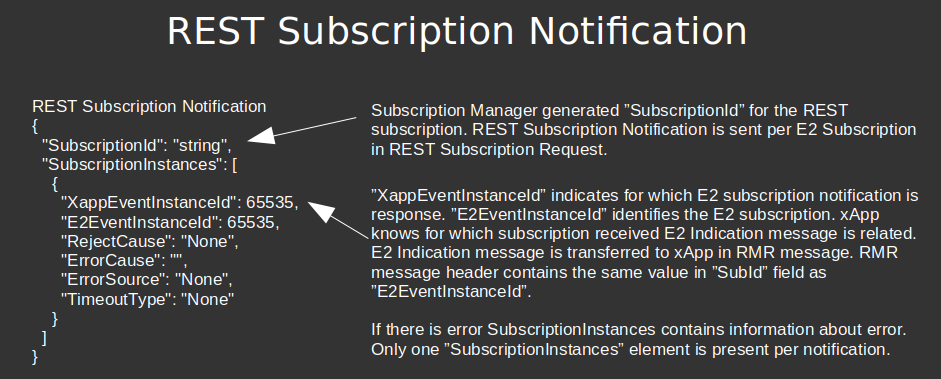 REST Subscription Notification
REST Subscription Notification
{
"SubscriptionId": "string",
"SubscriptionInstances": [
{
"XappEventInstanceId": 65535,
"E2EventInstanceId": 65535,
"RejectCause": "None",
"ErrorCause": "",
"ErrorSource": "None",
"TimeoutType": "None"
}
]
}
Subscription Manager generated ”SubscriptionId” for the REST
subscription. REST Subscription Notification is sent per E2 Subscription
in REST Subscription Request.
”XappEventInstanceId” indicates for which E2 subscription notification is
response. ”E2EventInstanceId” identifies the E2 subscription. xApp
knows for which subscription received E2 Indication message is related.
E2 Indication message is transferred to xApp in RMR message. RMR
message header contains the same value in ”SubId” field as
”E2EventInstanceId”.
If there is error SubscriptionInstances contains information about error.
Only one ”SubscriptionInstances” element is present per notification.